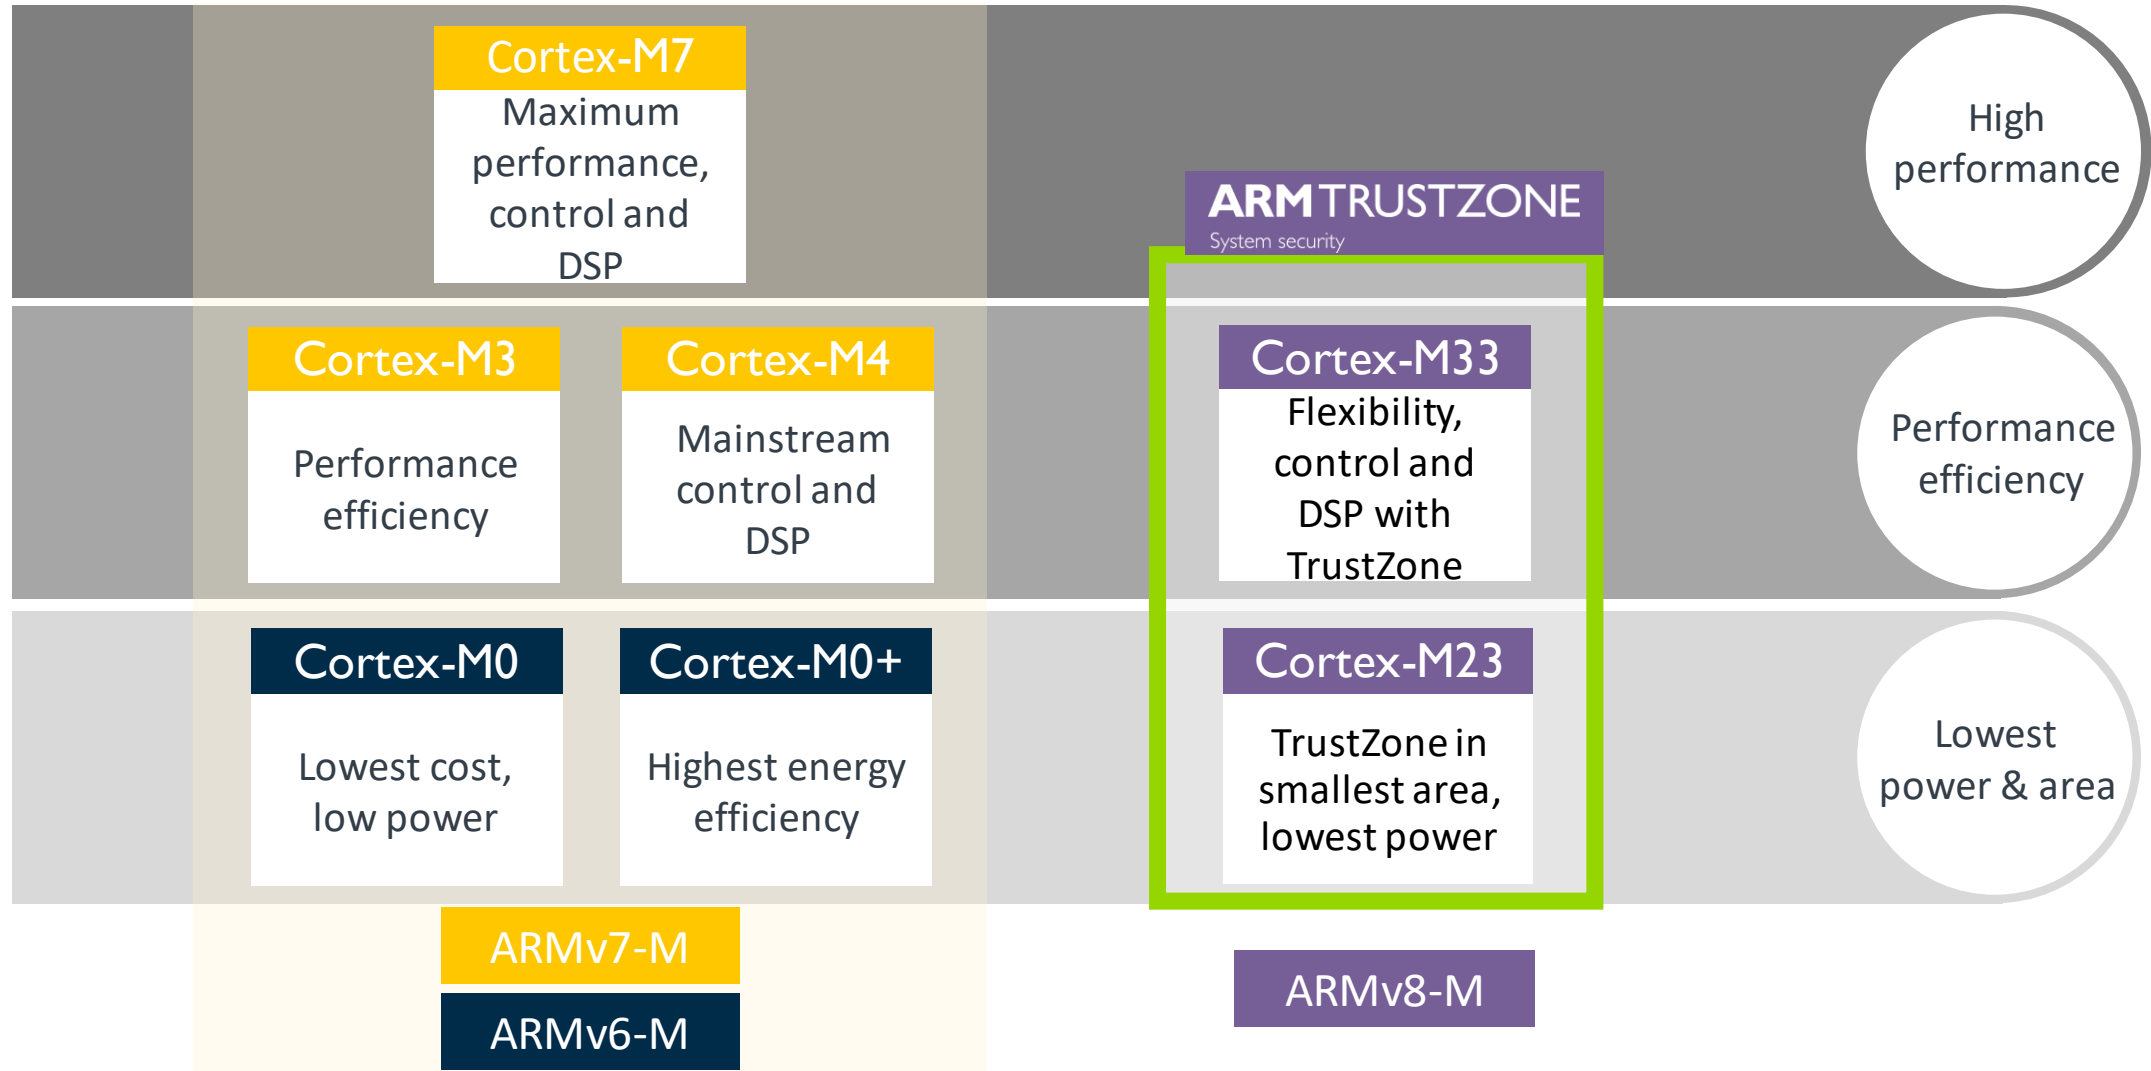 Cortex-M7
Maximum
performance,
control and
DSP
High
performance
ARM TRUSTZONE
System security
Cortex-M3
Performance
efficiency
Cortex-M4
Mainstream
control and
DSP
Cortex-M33
Flexibility,
control and
DSP with
TrustZone
Performance
efficiency
Cortex-M0
Lowest cost,
low power
Cortex-M0+
Highest energy
efficiency
Cortex-M23
TrustZone in
smallest area,
lowest power
Lowest
power & area
ARMv7-M
ARMv6-M
ARMv8-M